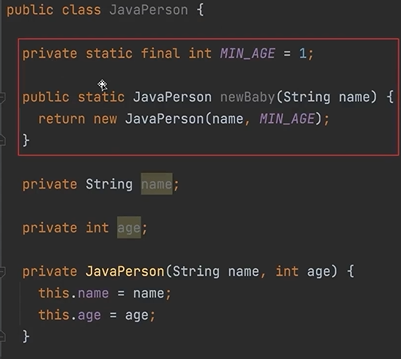 public class JavaPerson {
private static final int MIN_AGE = 1;
public static JavaPerson newBaby(String name) {
return new JavaPerson(name, MIN_AGE);
}
private String name;
private int age;
private JavaPerson(String name, int age) {
this.name = name;
this.age = age;
}